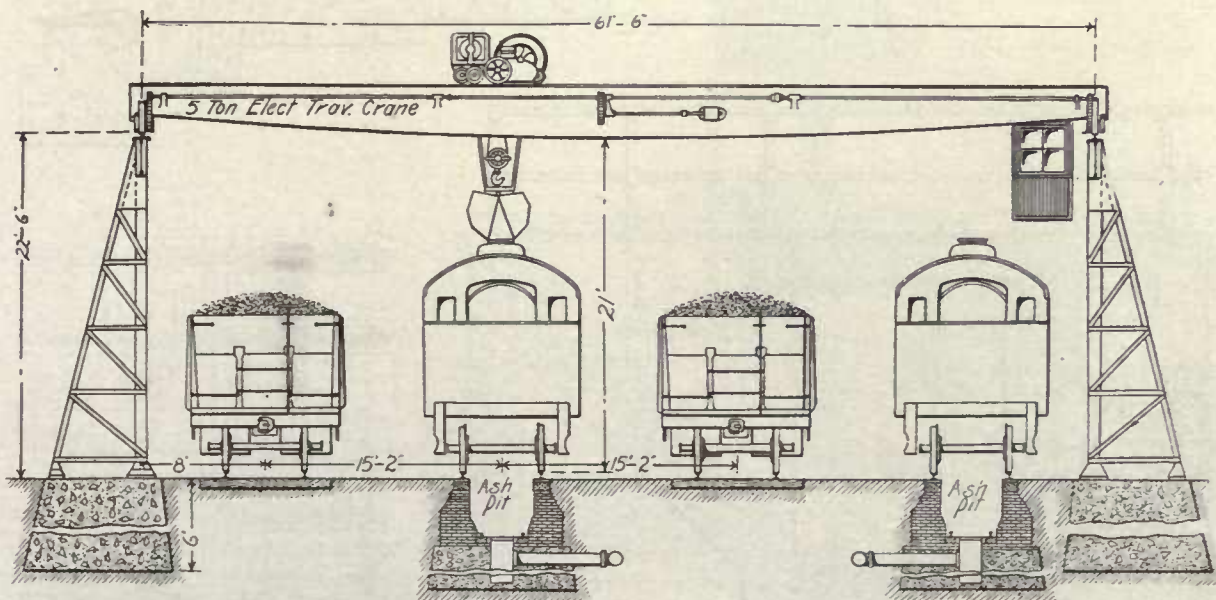 61'-6"
5 Ton Elect Trav. Crane
22'-6"
21'
8'
15'-2"
15'-2"
Ash
pit
Ash
pit
6'